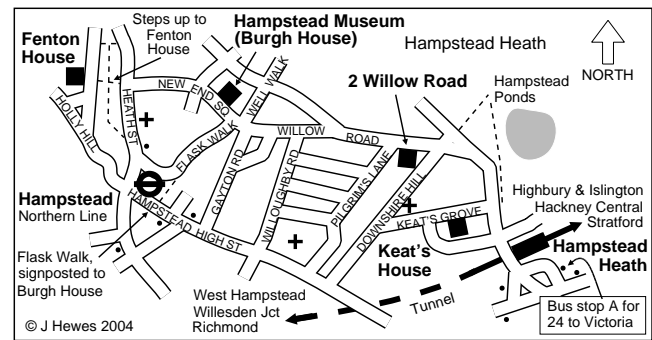 Steps up to
Fenton
House
Hampstead Museum
(Burgh House)
Fenton
House
Hampstead Heath
NORTH
2 Willow Road
Hampstead
Ponds
NEW END SQ
WELL WALK
HOLLY HILL
HEATH ST
FLASK WALK
WILLOW ROAD
GAYTON RD
WILLOUGHBY RD
PILGRIM'S LANE
DOWNSHIRE HILL
KEAT'S GROVE
HAMPSTEAD HIGH ST
Hampstead
Northern Line
Flask Walk,
signposted to
Burgh House
Keat's
House
Highbury & Islington
Hackney Central
Stratford
Hampstead
Heath
West Hampstead
Willesden Jct
Richmond
Tunnel
Bus stop A for
24 to Victoria
© J Hewes 2004